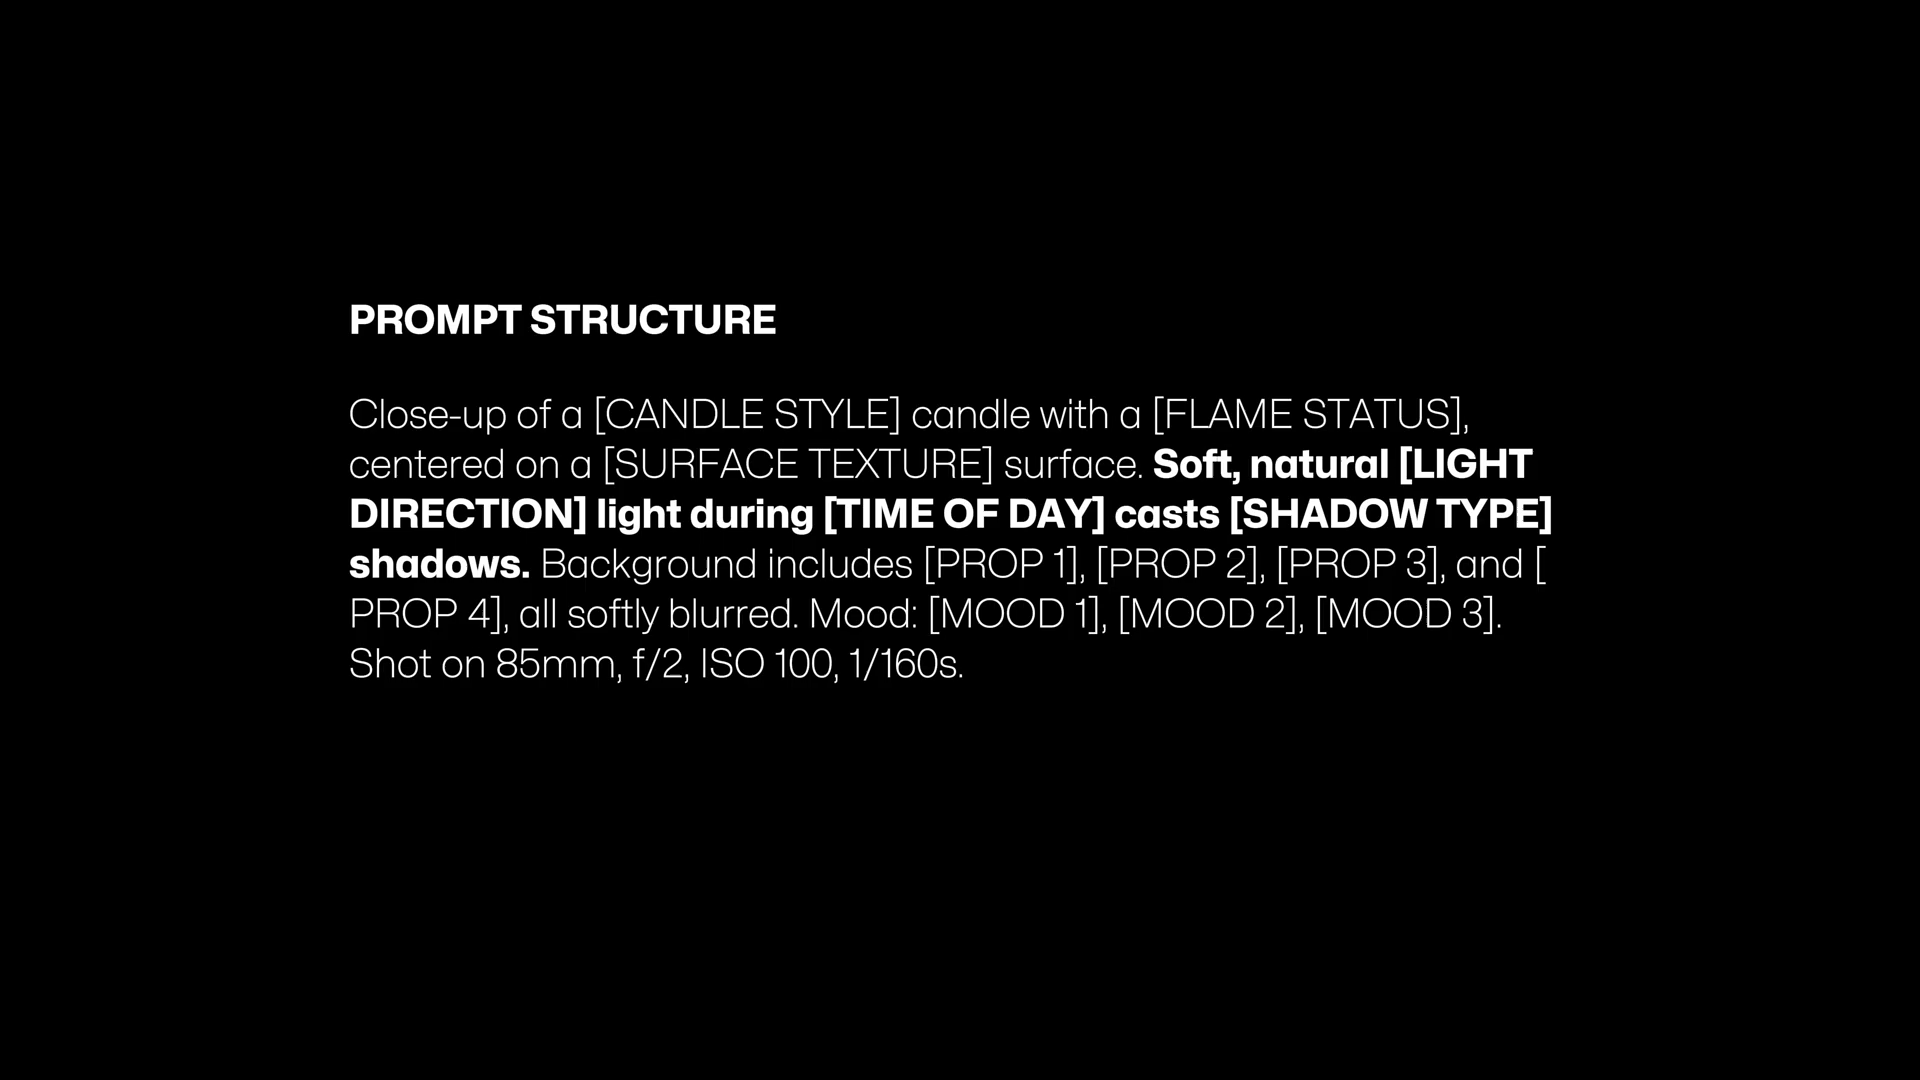 PROMPT STRUCTURE
Close-up of a [CANDLE STYLE] candle with a [FLAME STATUS],
centered on a [SURFACE TEXTURE] surface. Soft, natural [LIGHT
DIRECTION] light during [TIME OF DAY] casts [SHADOW TYPE]
shadows. Background includes [PROP 1], [PROP 2], [PROP 3], and [
PROP 4], all softly blurred. Mood: [MOOD 1], [MOOD 2], [MOOD 3].
Shot on 85mm, f/2, ISO 100, 1/160s.